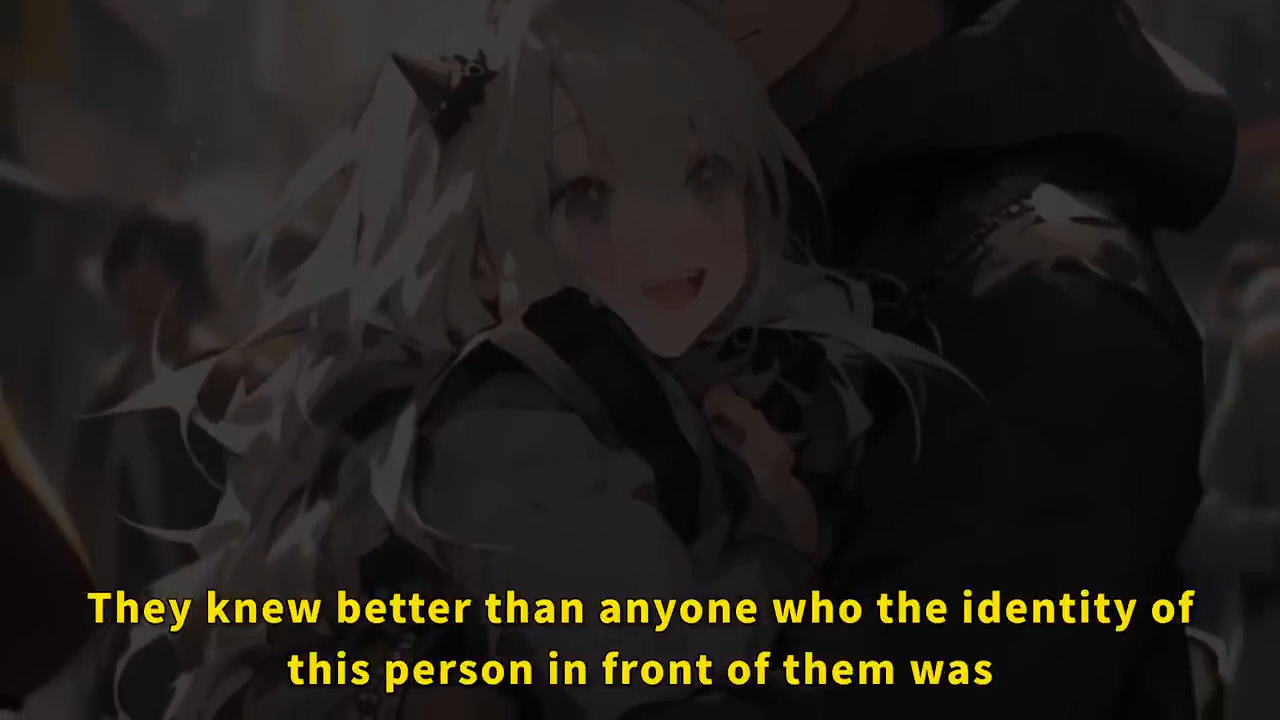 They knew better than anyone who the identity of
this person in front of them was